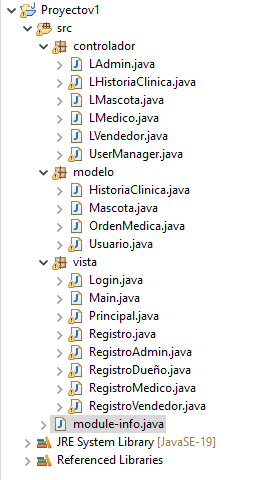 Proyectov1
src
controlador
LAdmin.java
LHistoriaClinica.java
LMascota.java
LMedico.java
LVendedor.java
UserManager.java
modelo
HistoriaClinica.java
Mascota.java
OrdenMedica.java
Usuario.java
vista
Login.java
Main.java
Principal.java
Registro.java
RegistroAdmin.java
RegistroDueño.java
RegistroMedico.java
RegistroVendedor.java
module-info.java
JRE System Library [JavaSE-19]
Referenced Libraries